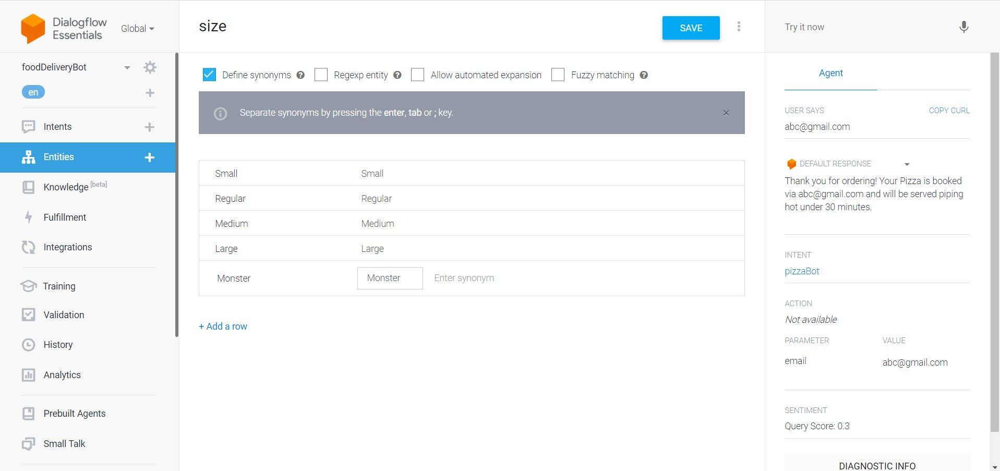 Dialogflow
Essentials
Global
foodDeliveryBot
en
Intents
Entities
Knowledge [beta]
Fulfillment
Integrations
Training
Validation
History
Analytics
Prebuilt Agents
Small Talk
size
SAVE
Define synonyms
Regexp entity
Allow automated expansion
Fuzzy matching
Separate synonyms by pressing the enter, tab or ; key.
Small Small
Regular Regular
Medium Medium
Large Large
Monster Monster Enter synonym
+ Add a row
Try it now
Agent
USER SAYS COPY CURL
abc@gmail.com
DEFAULT RESPONSE
Thank you for ordering! Your Pizza is booked
via abc@gmail.com and will be served piping
hot under 30 minutes.
INTENT
pizzaBot
ACTION
Not available
PARAMETER VALUE
email abc@gmail.com
SENTIMENT
Query Score: 0.3
DIAGNOSTIC INFO